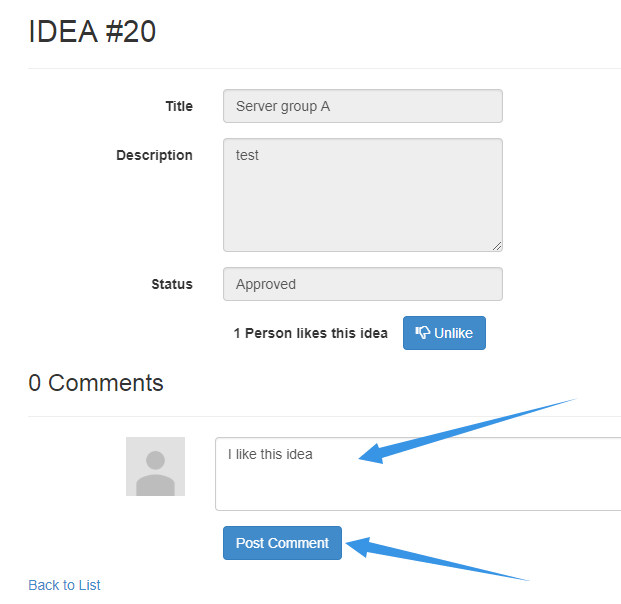 IDEA #20
Title Server group A
Description test
Status Approved
1 Person likes this idea Unlike
0 Comments
I like this idea
Post Comment
Back to List